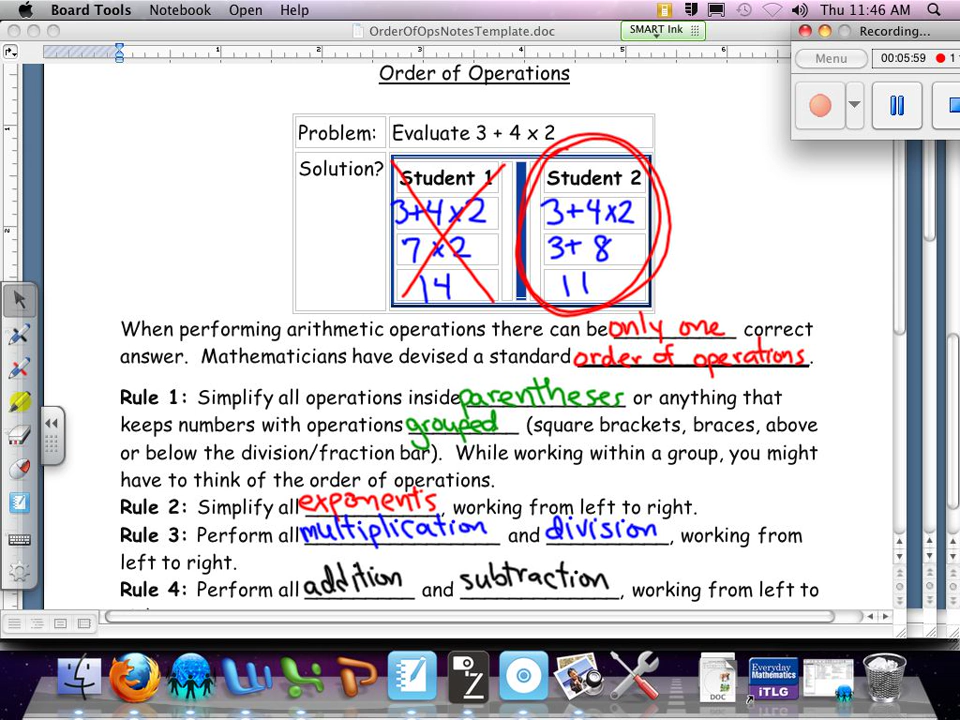 Board Tools Notebook Open Help Thu 11:46 AM
OrderOfOpsNotesTemplate.doc
SMART Ink
Recording...
Menu 00:05:59
1 2 3 4 5 6
Order of Operations
Problem: Evaluate 3 + 4 x 2
Solution? Student 1 Student 2
3+4x2 3+4x2
7x2 3+8
14 11
When performing arithmetic operations there can be only one correct
answer. Mathematicians have devised a standard order of operations.
Rule 1: Simplify all operations inside parentheses or anything that
keeps numbers with operations grouped (square brackets, braces, above
or below the division/fraction bar). While working within a group, you might
have to think of the order of operations.
Rule 2: Simplify all exponents, working from left to right.
Rule 3: Perform all multiplication and division, working from
left to right.
Rule 4: Perform all addition and subtraction, working from left to
DOC
Everyday
Mathematics
iTLG